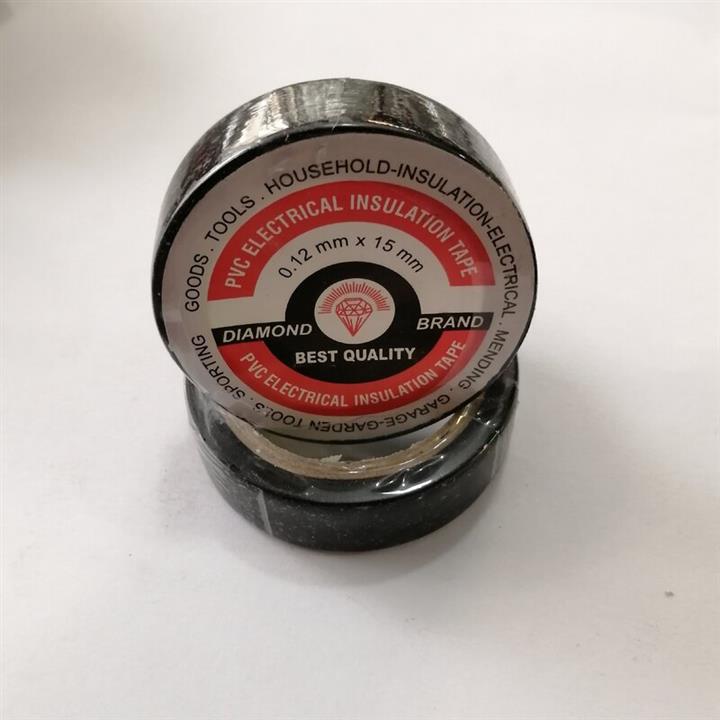 GOODS . TOOLS . HOUSEHOLD-INSULATION-ELECTRICAL . MENDING . GARAGE-GARDEN TOOLS . SPORTING
PVC ELECTRICAL INSULATION TAPE
0.12 mm x 15 mm
DIAMOND BRAND
BEST QUALITY
PVC ELECTRICAL INSULATION TAPE